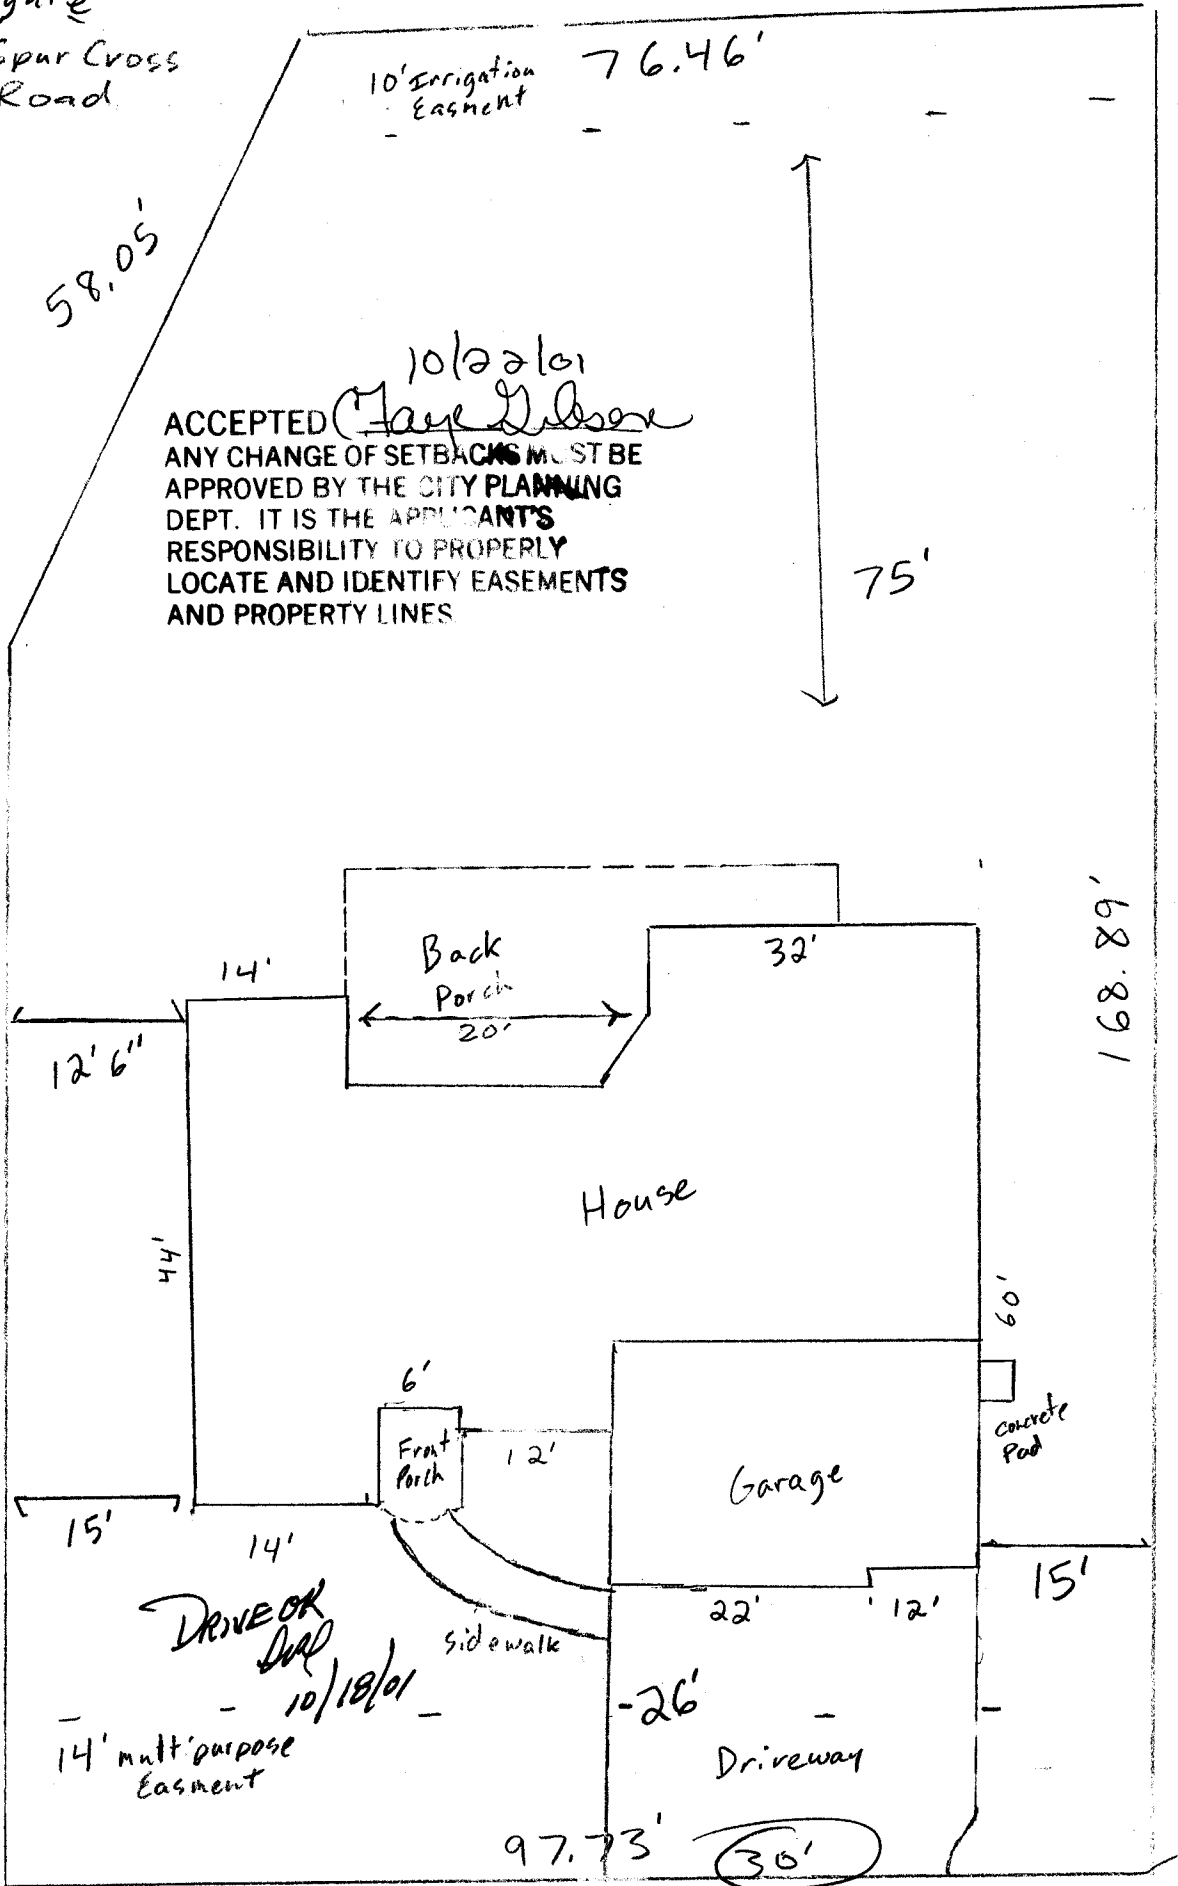 Spur Cross
Road
10' Irrigation
Easment
76.46'
58.05'
10/22/01
ACCEPTED Faye Gibson
ANY CHANGE OF SETBACKS MUST BE
APPROVED BY THE CITY PLANNING
DEPT. IT IS THE APPLICANT'S
RESPONSIBILITY TO PROPERLY
LOCATE AND IDENTIFY EASEMENTS
AND PROPERTY LINES
75'
168.89'
14'
Back
Porch
20'
32'
12' 6"
House
44'
60'
6'
Front
Porch
12'
Garage
concrete
Pad
15'
14'
22'
12'
15'
DRIVE OK
10/18/01
sidewalk
26'
14' multipurpose
Easment
Driveway
97.73'
30'